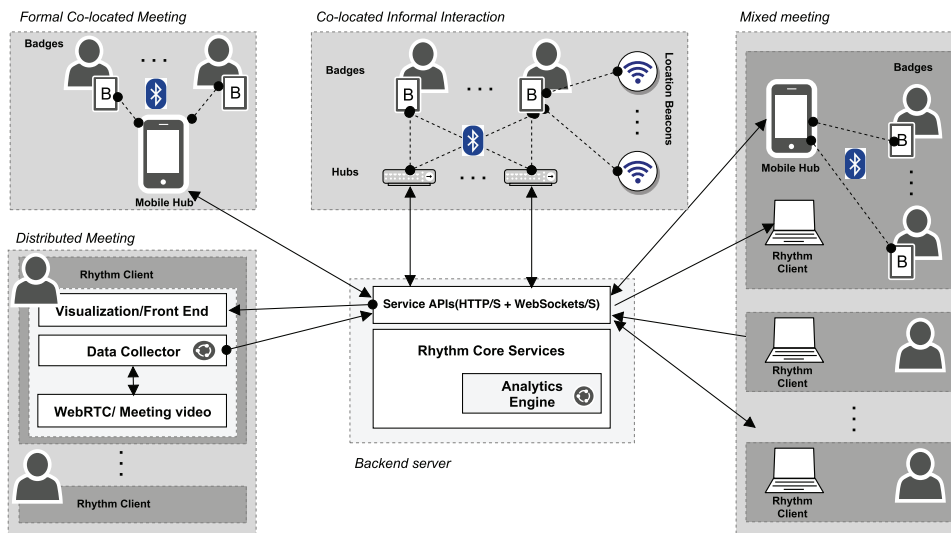 Formal Co-located Meeting
Badges
. . .
B
B
Mobile Hub
Co-located Informal Interaction
Badges
. . .
B
B
Location Beacons
. . .
Hubs
. . .
Mixed meeting
Badges
B
Mobile Hub
. . .
B
Rhythm
Client
Rhythm
Client
. . .
Rhythm
Client
Distributed Meeting
Rhythm Client
Visualization/Front End
Data Collector
WebRTC/ Meeting video
. . .
Rhythm Client
Service APIs(HTTP/S + WebSockets/S)
Rhythm Core Services
Analytics
Engine
Backend server